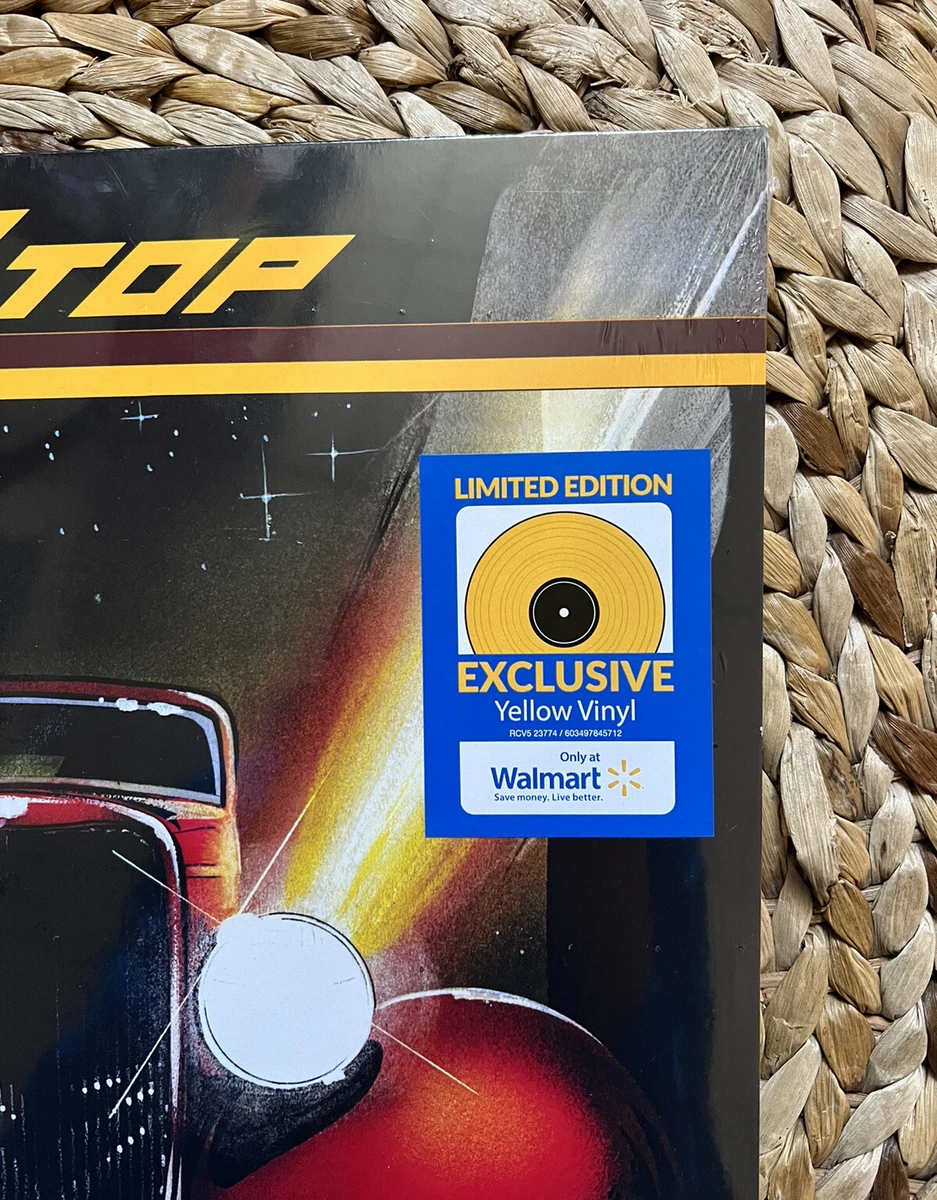 TOP
LIMITED EDITION
EXCLUSIVE
Yellow Vinyl
RCV5 23774 / 603497845712
Only at
Walmart
Save money. Live better.